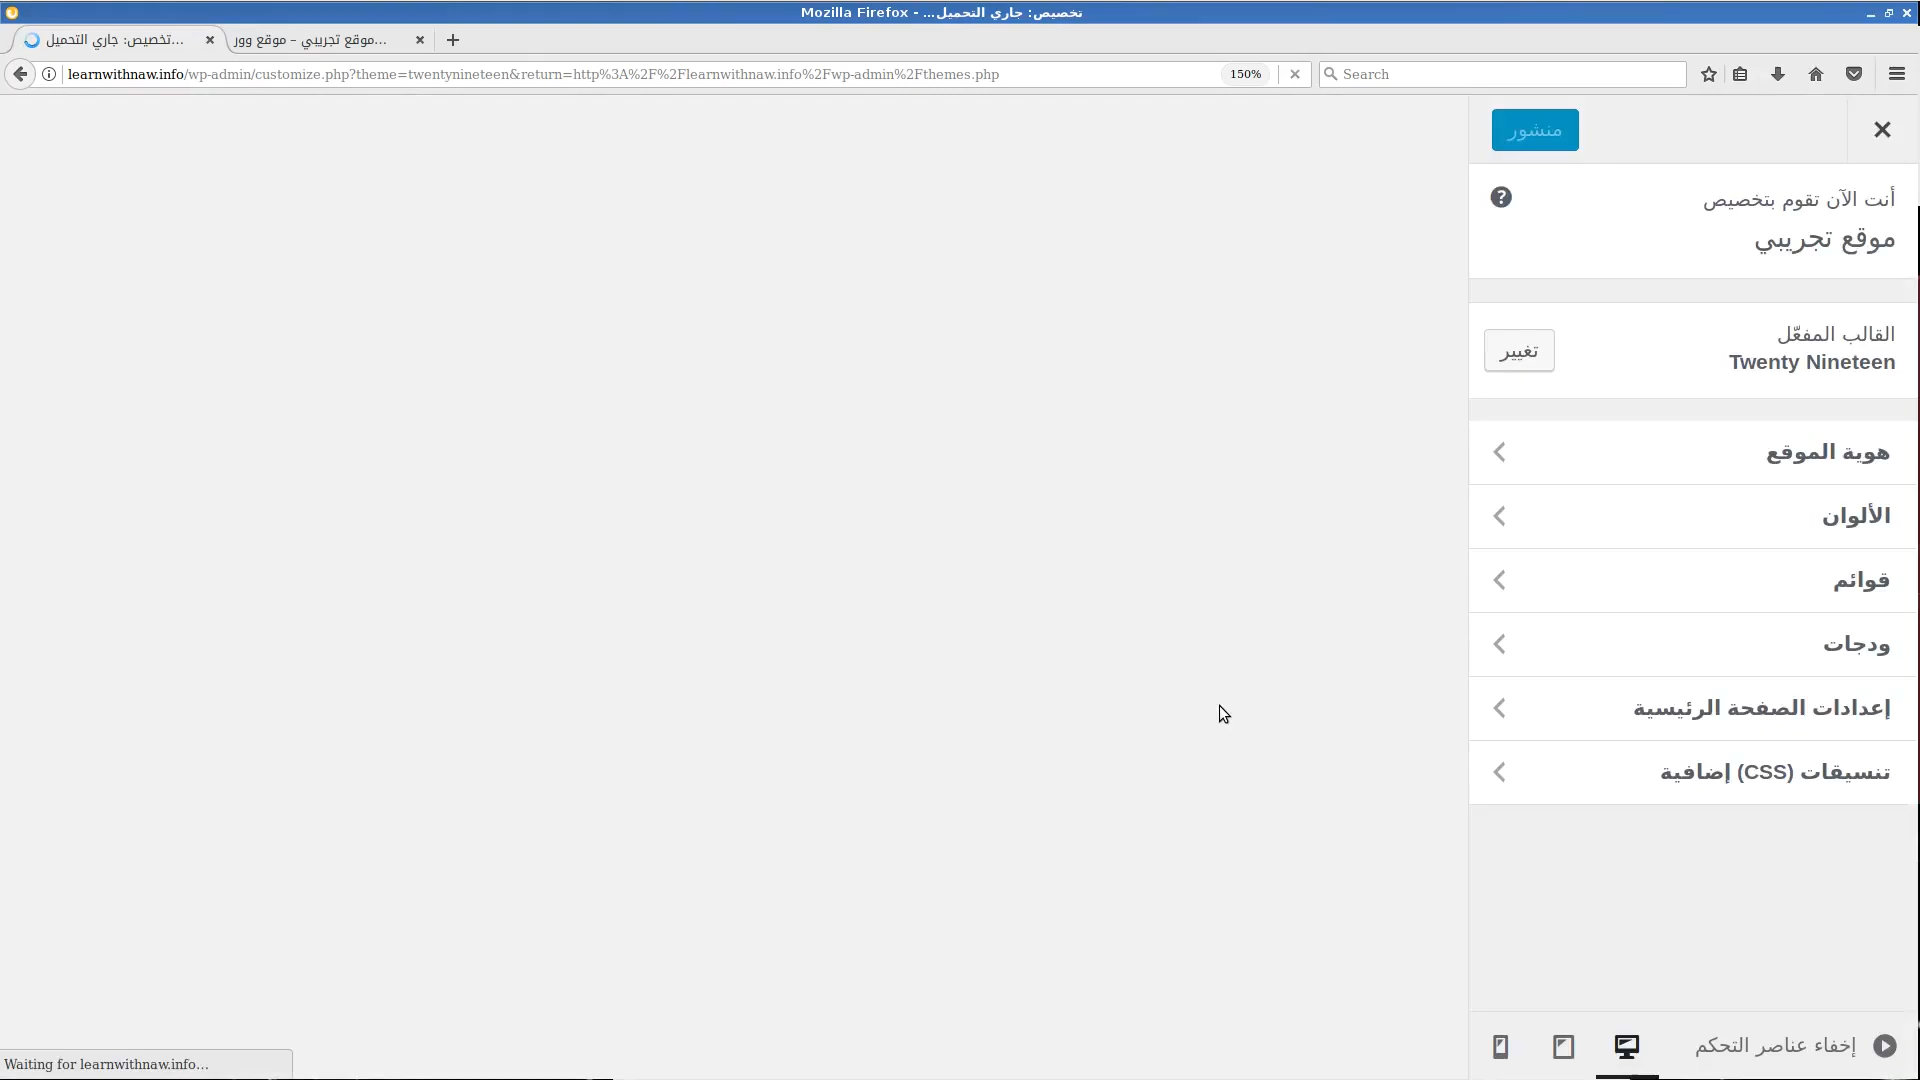 تخصيص: جاري التحميل... - Mozilla Firefox
تخصيص: جاري التحميل...
موقع تجريبي – موقع وور...
learnwithnaw.info/wp-admin/customize.php?theme=twentynineteen&return=http%3A%2F%2Flearnwithnaw.info%2Fwp-admin%2Fthemes.php
150%
Search
منشور
أنت الآن تقوم بتخصيص
موقع تجريبي
القالب المفعّل
Twenty Nineteen
تغيير
هوية الموقع
الألوان
قوائم
ودجات
إعدادات الصفحة الرئيسية
تنسيقات (CSS) إضافية
إخفاء عناصر التحكم
Waiting for learnwithnaw.info...